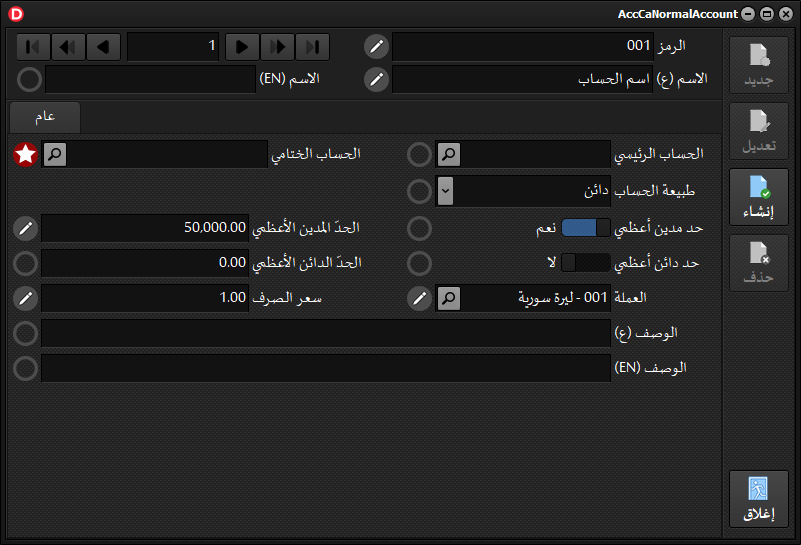 AccCaNormalAccount
الرمز 001
1
الاسم (ع) اسم الحساب
الاسم (EN)
جديد
تعديل
إنشاء
حذف
إغلاق
عام
الحساب الرئيسي
الحساب الختامي
طبيعة الحساب دائن
حد مدين أعظمي نعم
الحدّ المدين الأعظمي 50,000.00
حد دائن أعظمي لا
الحدّ الدائن الأعظمي 0.00
العملة 001 - ليرة سورية
سعر الصرف 1.00
الوصف (ع)
الوصف (EN)